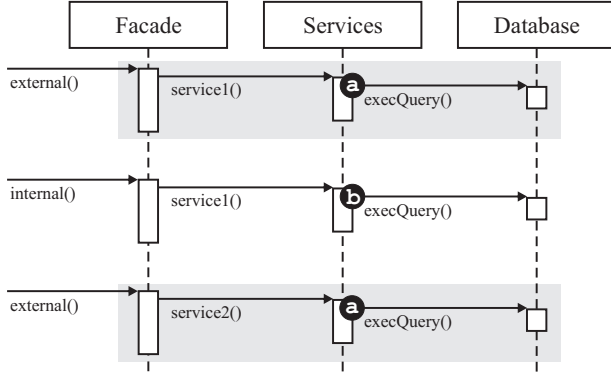 Facade Services Database
external()
service1()
a
execQuery()
internal()
service1()
b
execQuery()
external()
service2()
a
execQuery()